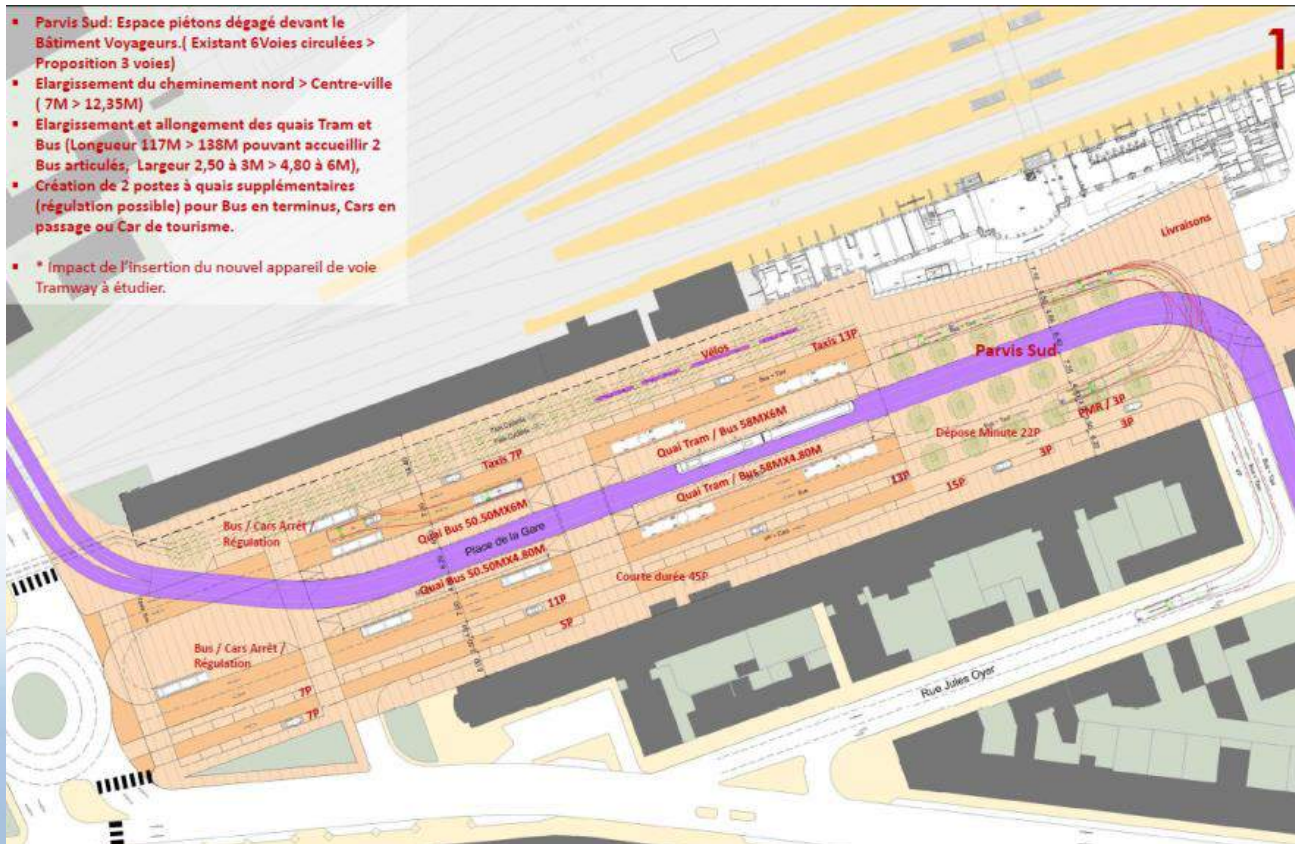 Parvis Sud: Espace piétons dégagé devant le
Bâtiment Voyageurs.( Existant 6Voies circulées >
Proposition 3 voies)
Elargissement du cheminement nord > Centre-ville
( 7M > 12,35M)
Elargissement et allongement des quais Tram et
Bus (Longueur 117M > 138M pouvant accueillir 2
Bus articulés, Largeur 2,50 à 3M > 4,80 à 6M),
Création de 2 postes à quais supplémentaires
(régulation possible) pour Bus en terminus, Cars en
passage ou Car de tourisme.
* Impact de l'insertion du nouvel appareil de voie
Tramway à étudier.
1
Livraisons
Vélos
Taxis 13P
Parvis Sud
PMR / 3P
Dépose Minute 22P
3P
3P
Quai Tram / Bus 58MX6M
Quai Tram / Bus 58MX4.80M
13P
15P
Taxis 7P
Bus / Cars Arrêt /
Régulation
Quai Bus 50.50MX6M
Place de la Gare
Quai Bus 50.50MX4.80M
Courte durée 45P
11P
5P
Bus / Cars Arrêt /
Régulation
7P
7P
Rue Jules Oyer